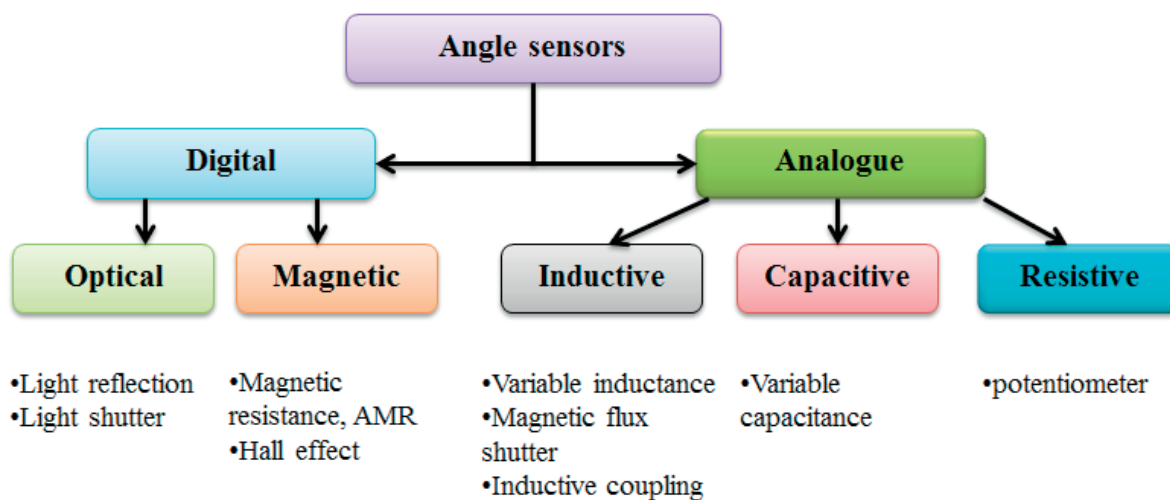 Angle sensors
Digital
Analogue
Optical
Magnetic
Inductive
Capacitive
Resistive
•Light reflection
•Light shutter
•Magnetic
resistance, AMR
•Hall effect
•Variable inductance
•Magnetic flux
shutter
•Inductive coupling
•Variable
capacitance
•potentiometer